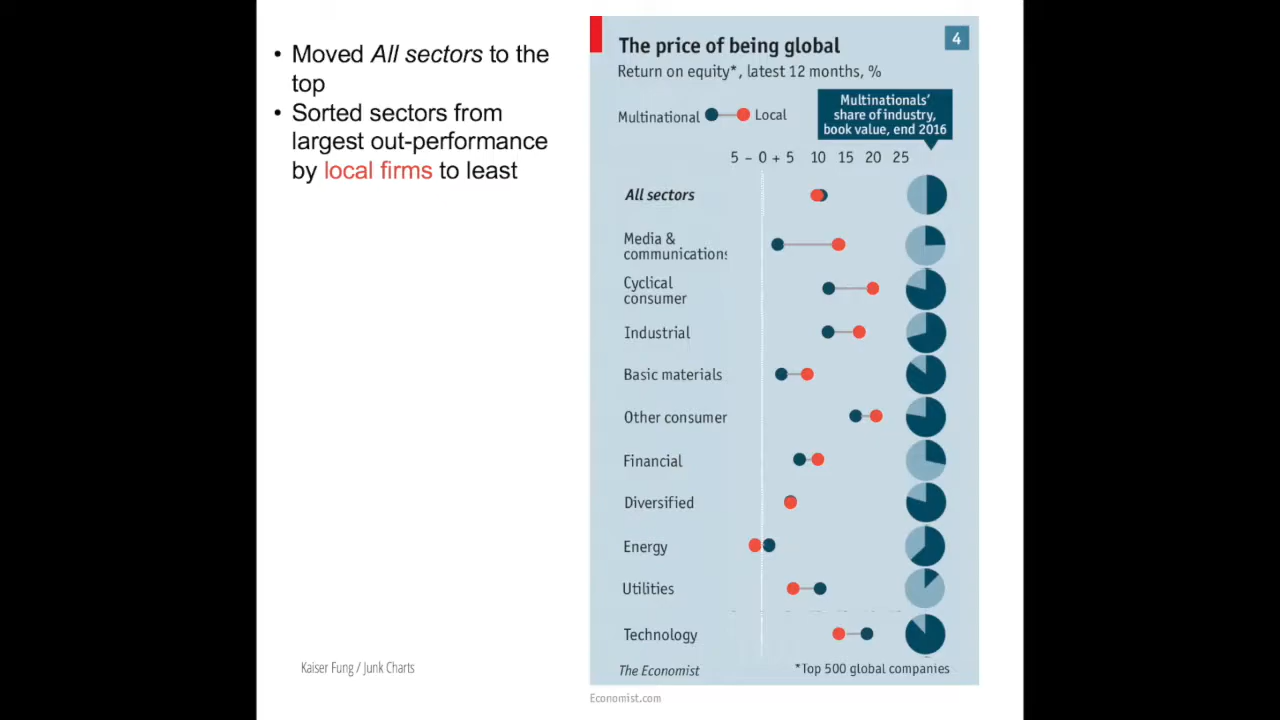 • Moved All sectors to the
top
• Sorted sectors from
largest out-performance
by local firms to least
Kaiser Fung / Junk Charts
The price of being global
4
Return on equity*, latest 12 months, %
Multinational
Local
Multinationals’
share of industry,
book value, end 2016
5 – 0 + 5 10 15 20 25
All sectors
Media &
communications
Cyclical
consumer
Industrial
Basic materials
Other consumer
Financial
Diversified
Energy
Utilities
Technology
The Economist
*Top 500 global companies
Economist.com